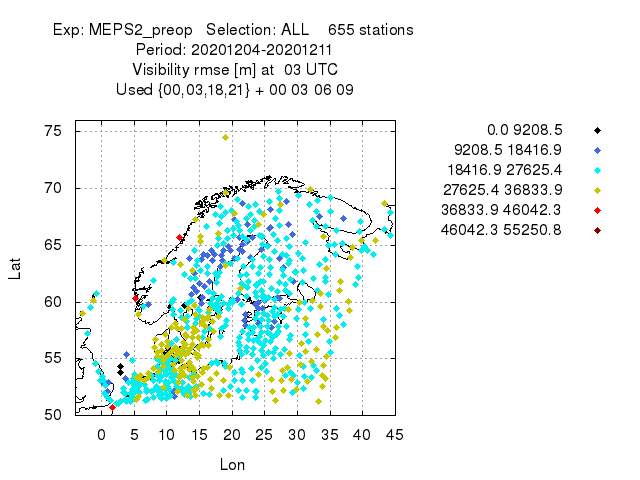 Exp: MEPS2_preop Selection: ALL 655 stations
Period: 20201204-20201211
Visibility rmse [m] at 03 UTC
Used {00,03,18,21} + 00 03 06 09
0.0 9208.5
9208.5 18416.9
18416.9 27625.4
27625.4 36833.9
36833.9 46042.3
46042.3 55250.8
75
70
65
60
55
50
Lat
0 5 10 15 20 25 30 35 40 45
Lon